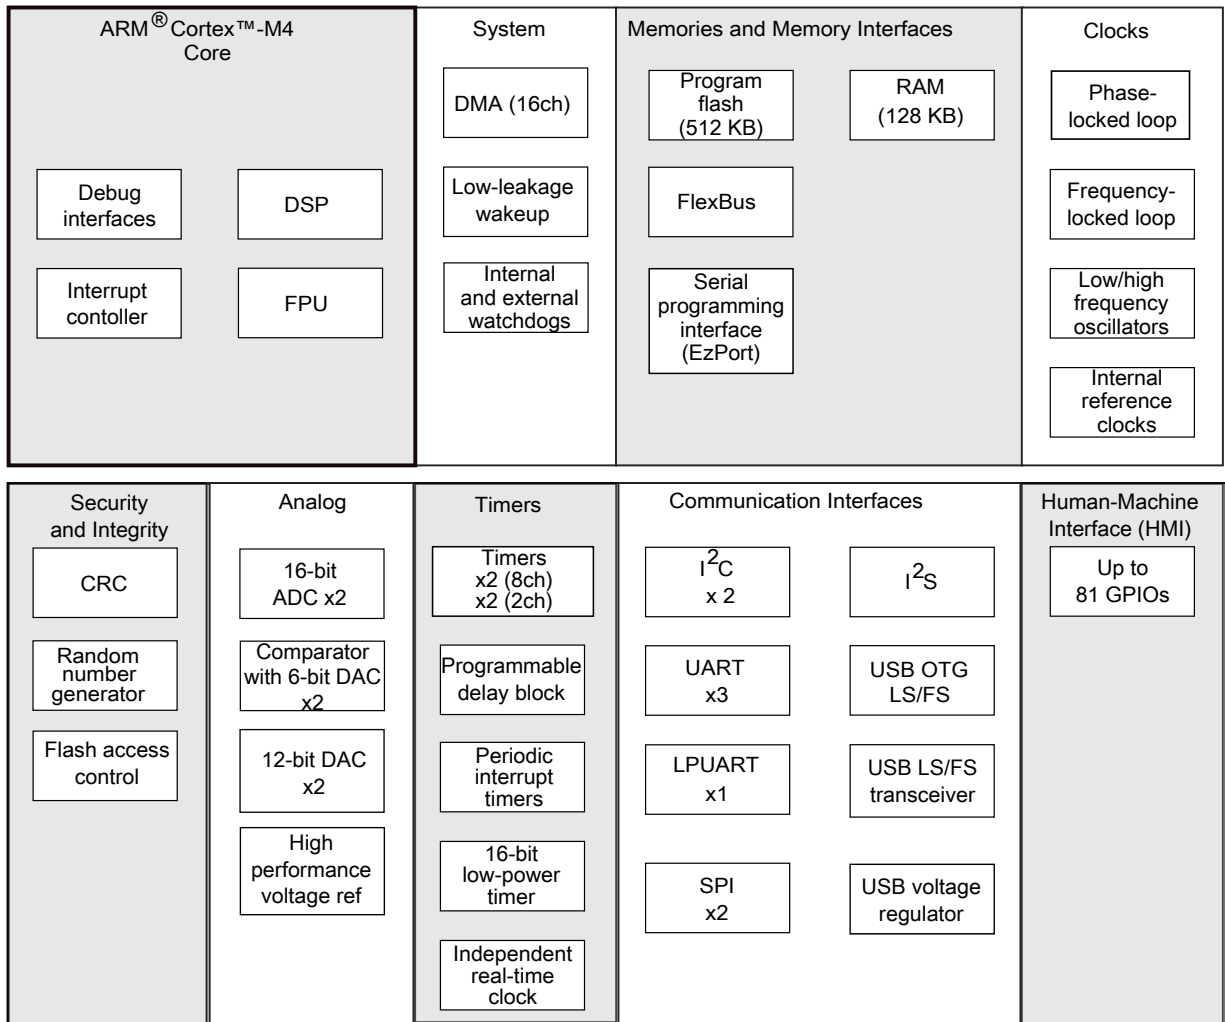 ARM® Cortex™-M4
Core
Debug
interfaces
DSP
Interrupt
contoller
FPU
System
DMA (16ch)
Low-leakage
wakeup
Internal
and external
watchdogs
Memories and Memory Interfaces
Program
flash
(512 KB)
RAM
(128 KB)
FlexBus
Serial
programming
interface
(EzPort)
Clocks
Phase-
locked loop
Frequency-
locked loop
Low/high
frequency
oscillators
Internal
reference
clocks
Security
and Integrity
CRC
Random
number
generator
Flash access
control
Analog
16-bit
ADC x2
Comparator
with 6-bit DAC
x2
12-bit DAC
x2
High
performance
voltage ref
Timers
Timers
x2 (8ch)
x2 (2ch)
Programmable
delay block
Periodic
interrupt
timers
16-bit
low-power
timer
Independent
real-time
clock
Communication Interfaces
I²C
x 2
I²S
UART
x3
USB OTG
LS/FS
LPUART
x1
USB LS/FS
transceiver
SPI
x2
USB voltage
regulator
Human-Machine
Interface (HMI)
Up to
81 GPIOs